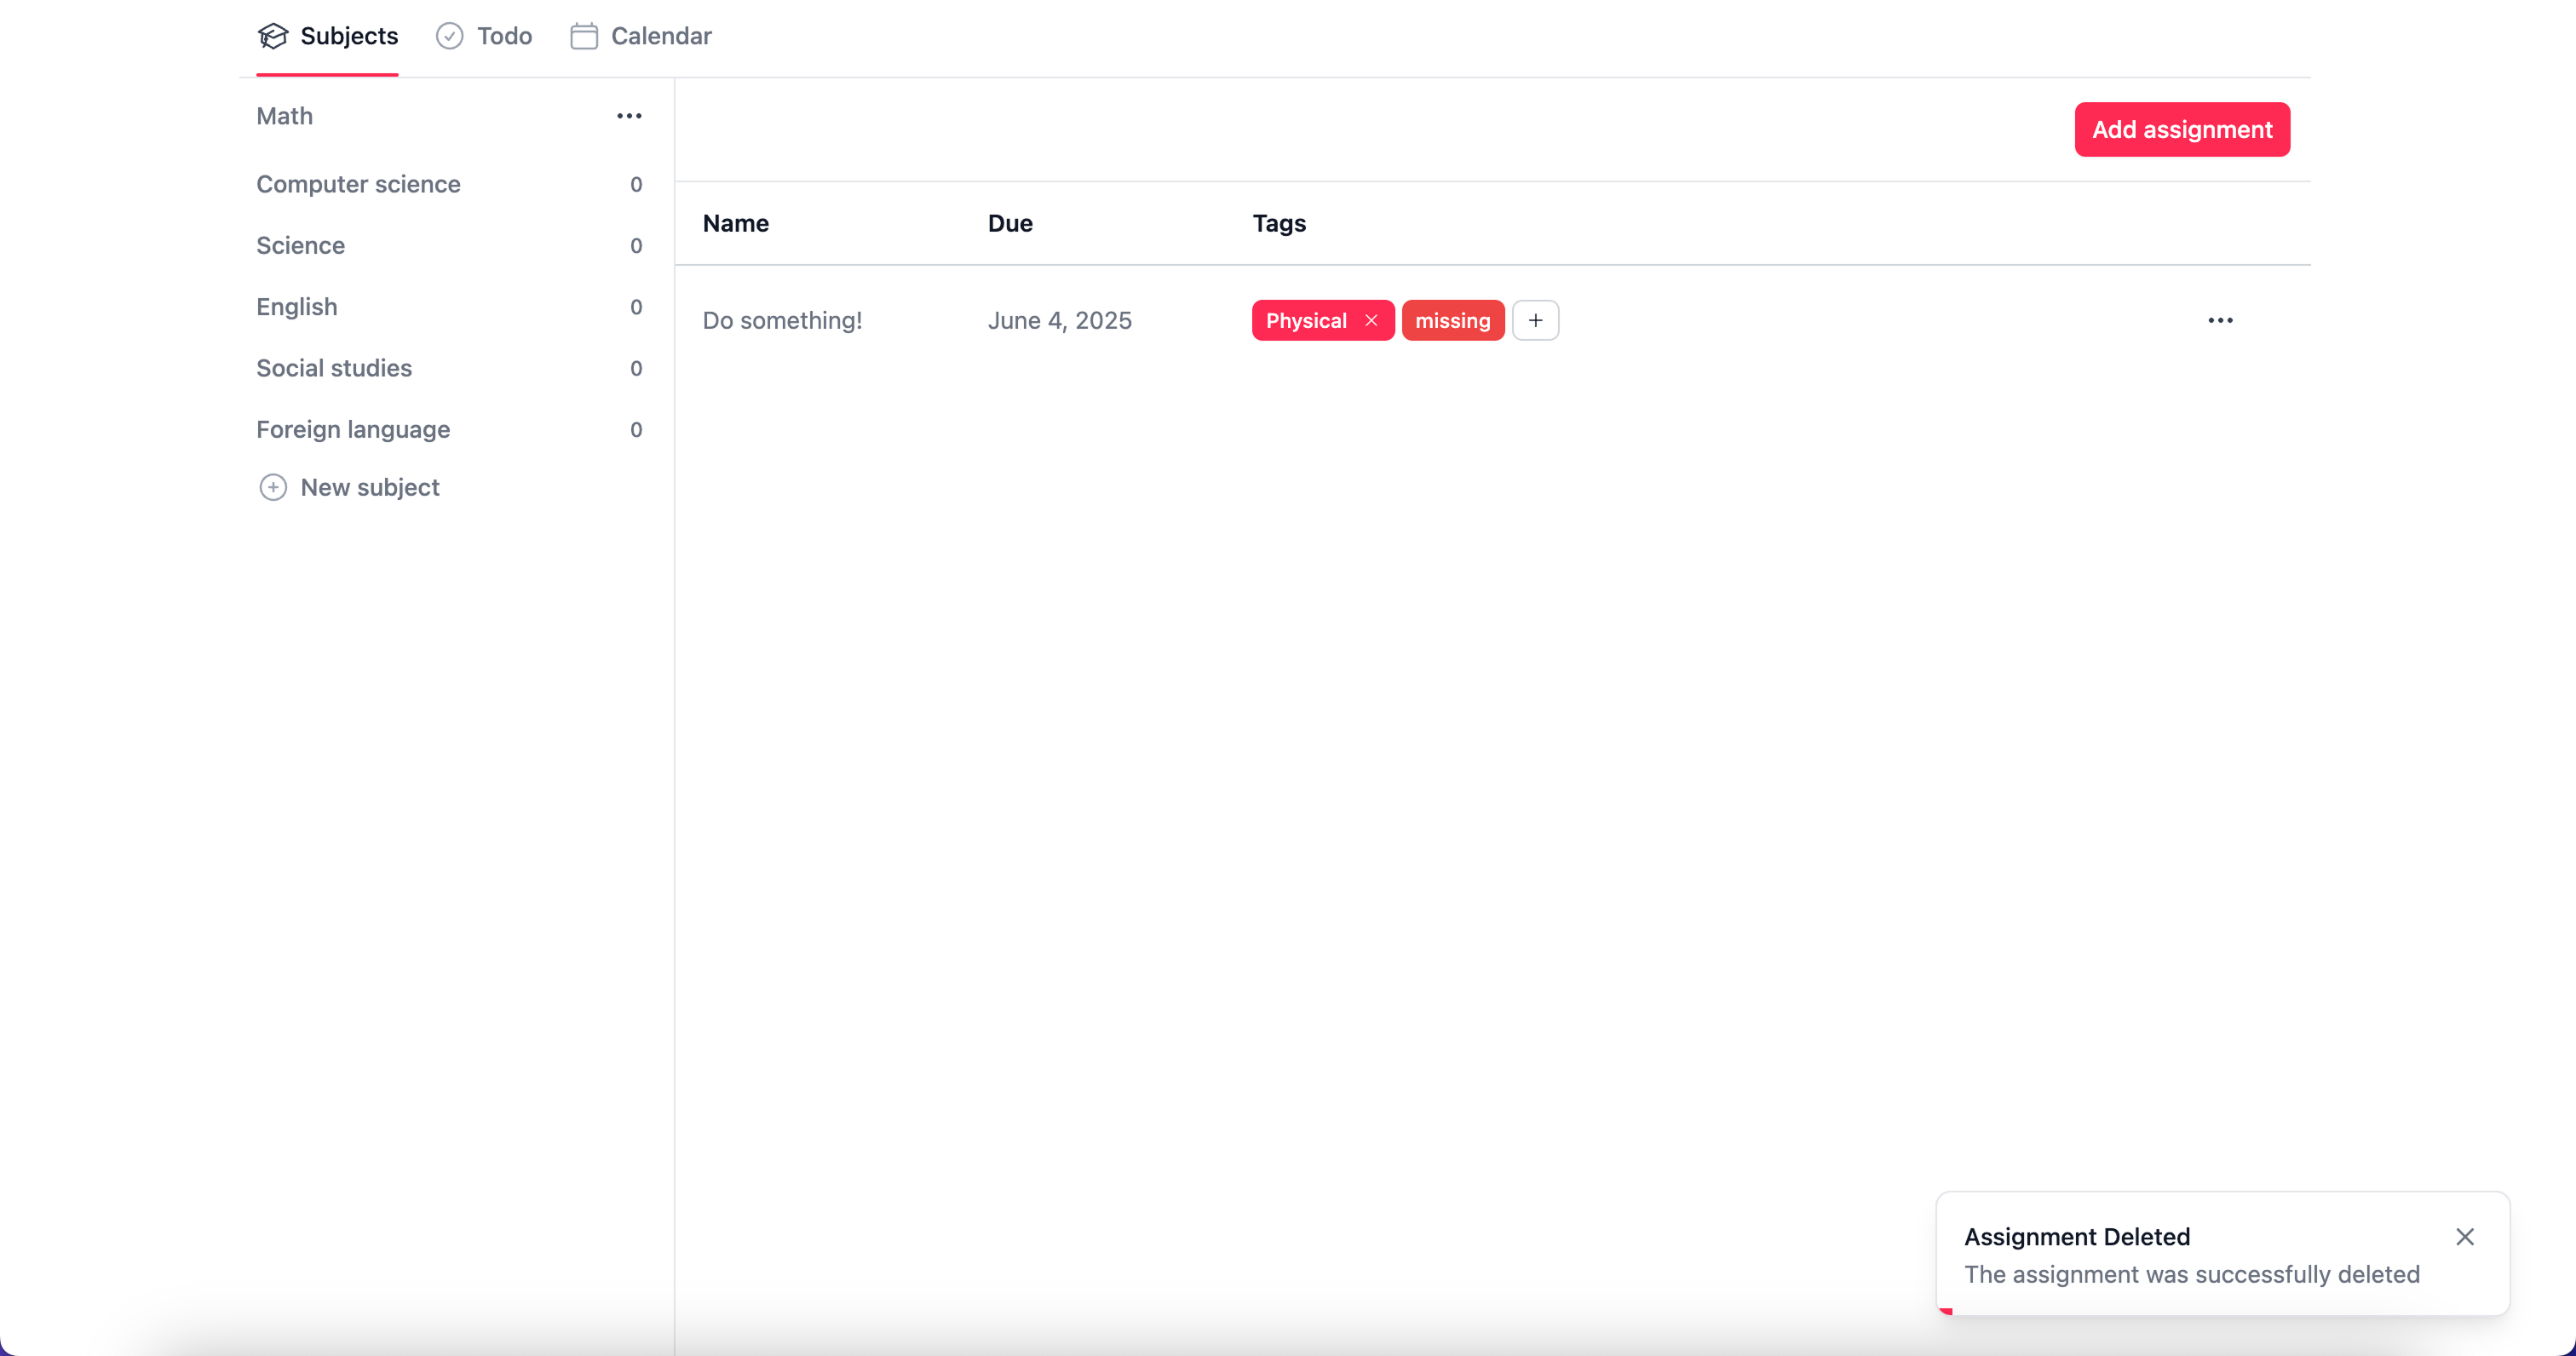 Subjects Todo Calendar
Math
Add assignment
Computer science 0
Science 0
English 0
Social studies 0
Foreign language 0
New subject
Name Due Tags
Do something! June 4, 2025 Physical missing
Assignment Deleted
The assignment was successfully deleted